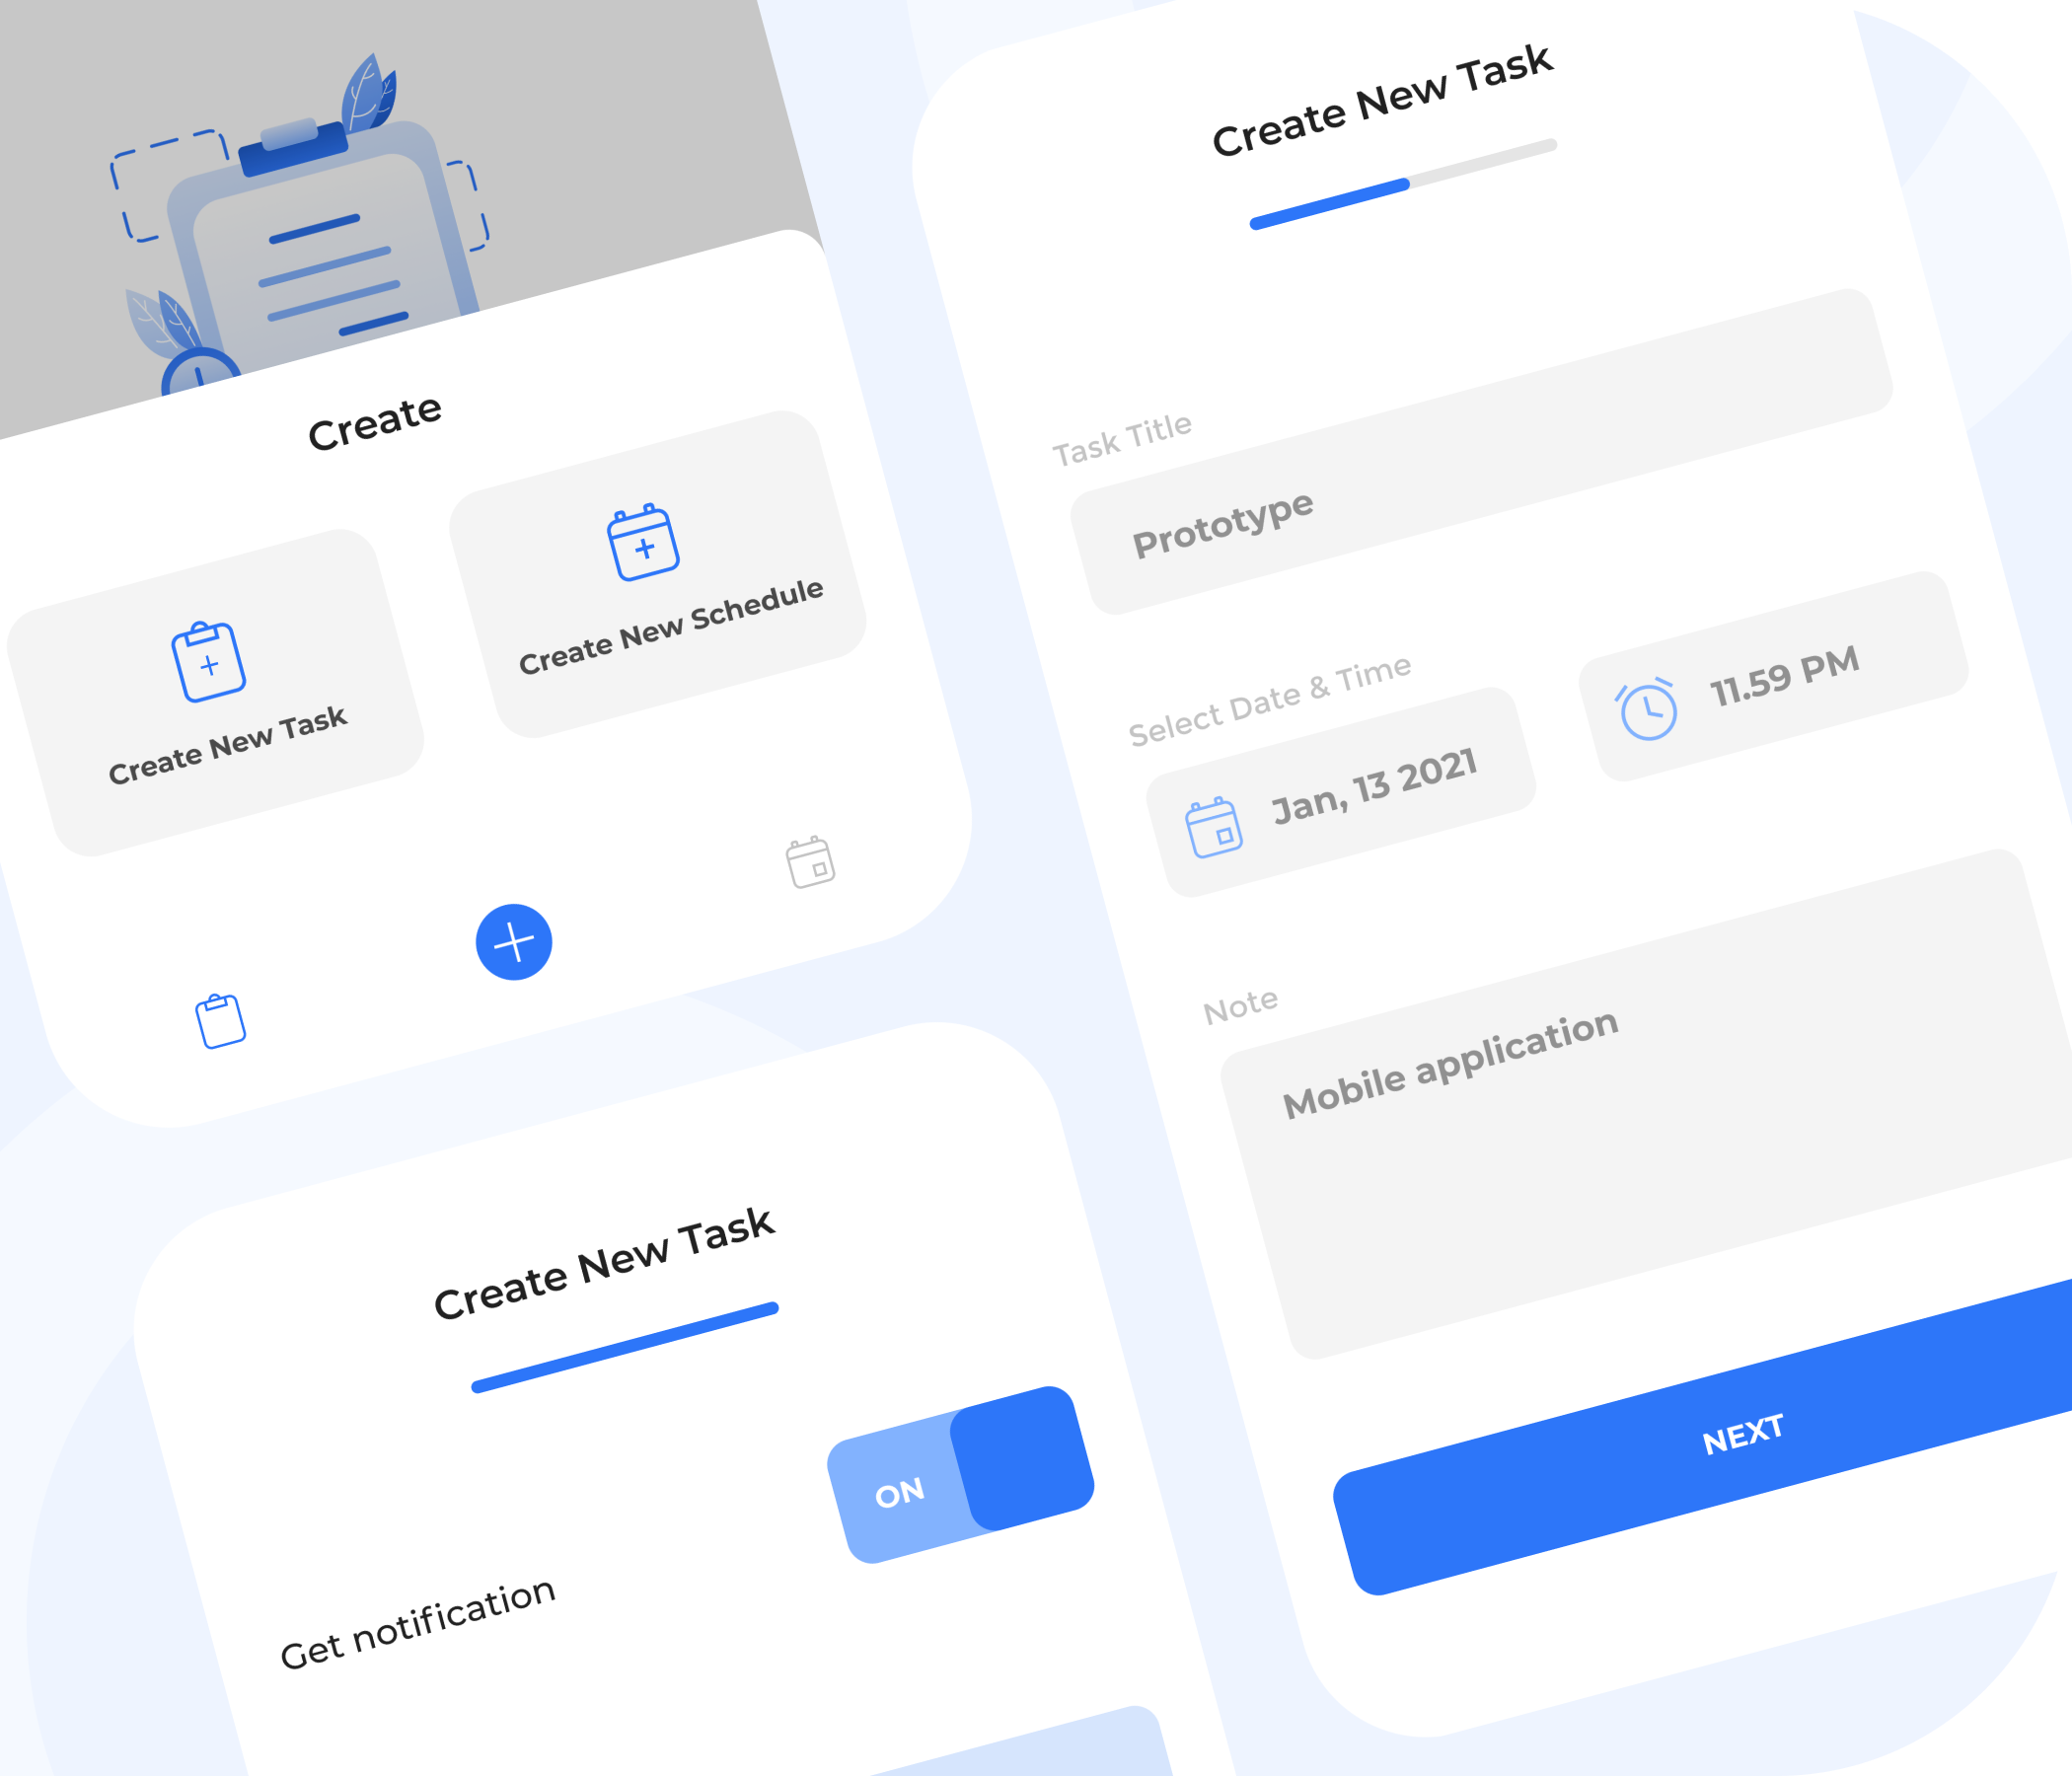 Create
Create New Task
Create New Schedule
Create New Task
Get notification
ON
Create New Task
Task Title
Prototype
Select Date & Time
Jan, 13 2021
11.59 PM
Note
Mobile application
NEXT